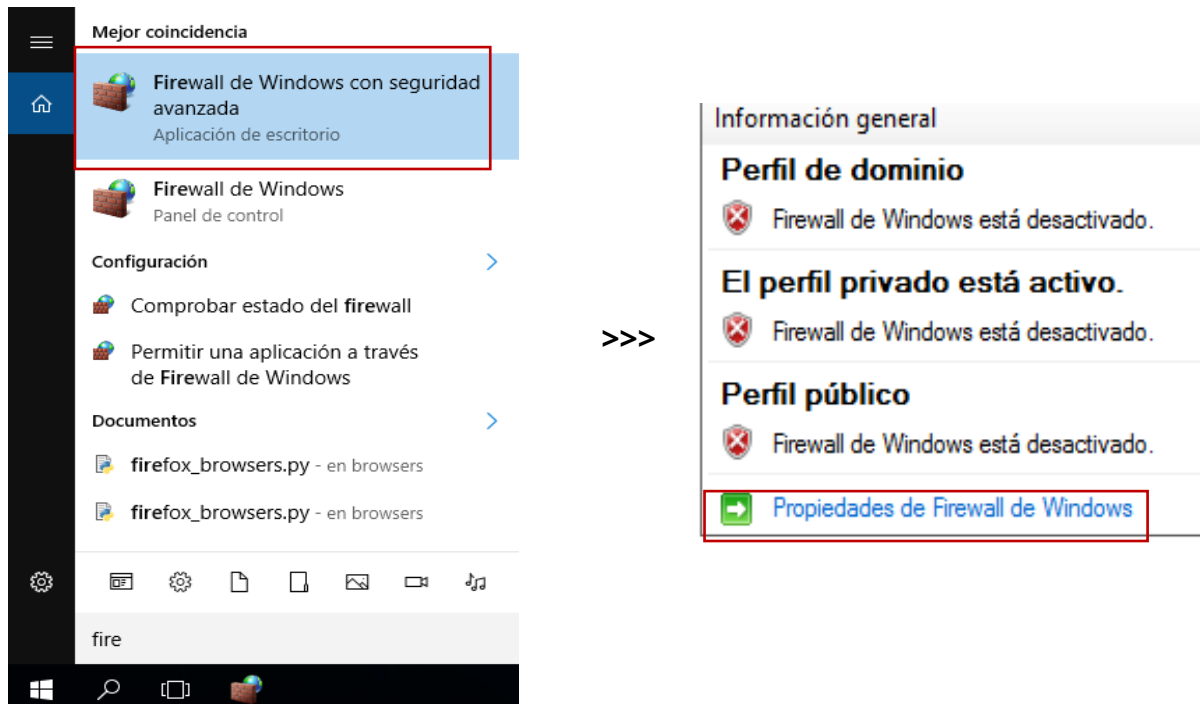 Mejor coincidencia
Firewall de Windows con seguridad
avanzada
Aplicación de escritorio
Firewall de Windows
Panel de control
Configuración
Comprobar estado del firewall
Permitir una aplicación a través
de Firewall de Windows
Documentos
firefox_browsers.py - en browsers
firefox_browsers.py - en browsers
fire
>>>
Información general
Perfil de dominio
Firewall de Windows está desactivado.
El perfil privado está activo.
Firewall de Windows está desactivado.
Perfil público
Firewall de Windows está desactivado.
Propiedades de Firewall de Windows